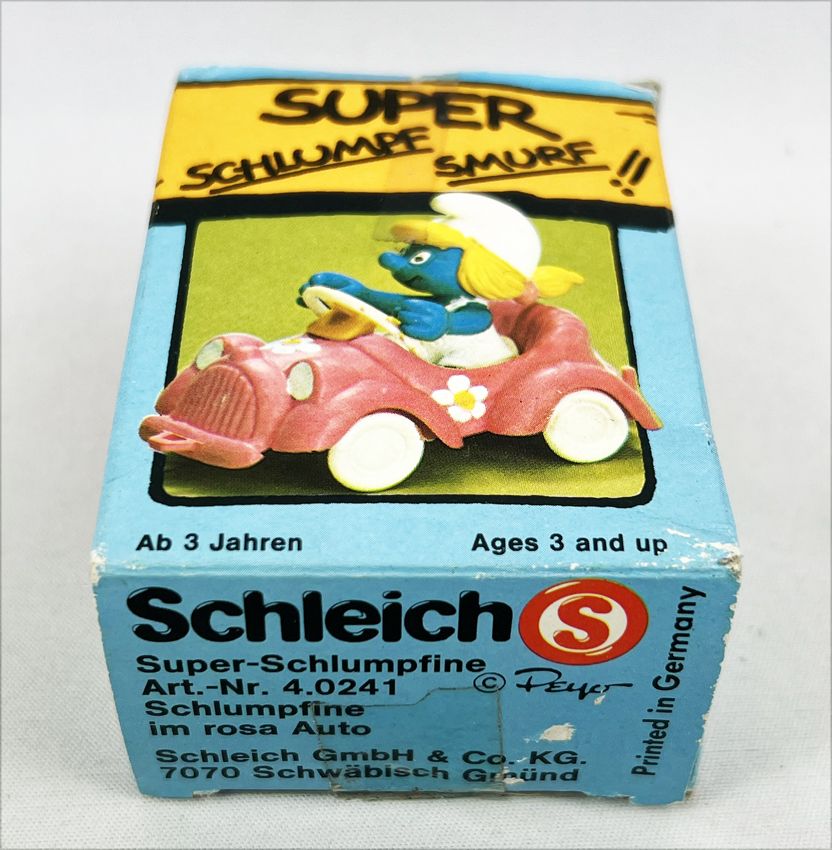 SUPER
SCHLUMPF SMURF!!
Ab 3 Jahren Ages 3 and up
Schleich S
Super-Schlumpfine
Art.-Nr. 4.0241 © Peyo
Schlumpfine
im rosa Auto
Schleich GmbH & Co. KG.
7070 Schwäbisch Gmünd
Printed in Germany